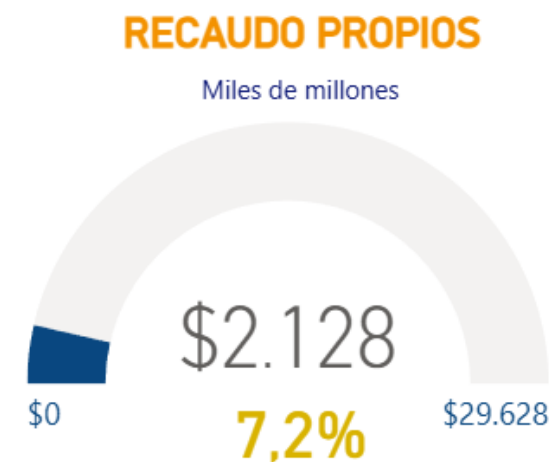 RECAUDO PROPIOS
Miles de millones
$2.128
$0
7,2%
$29.628